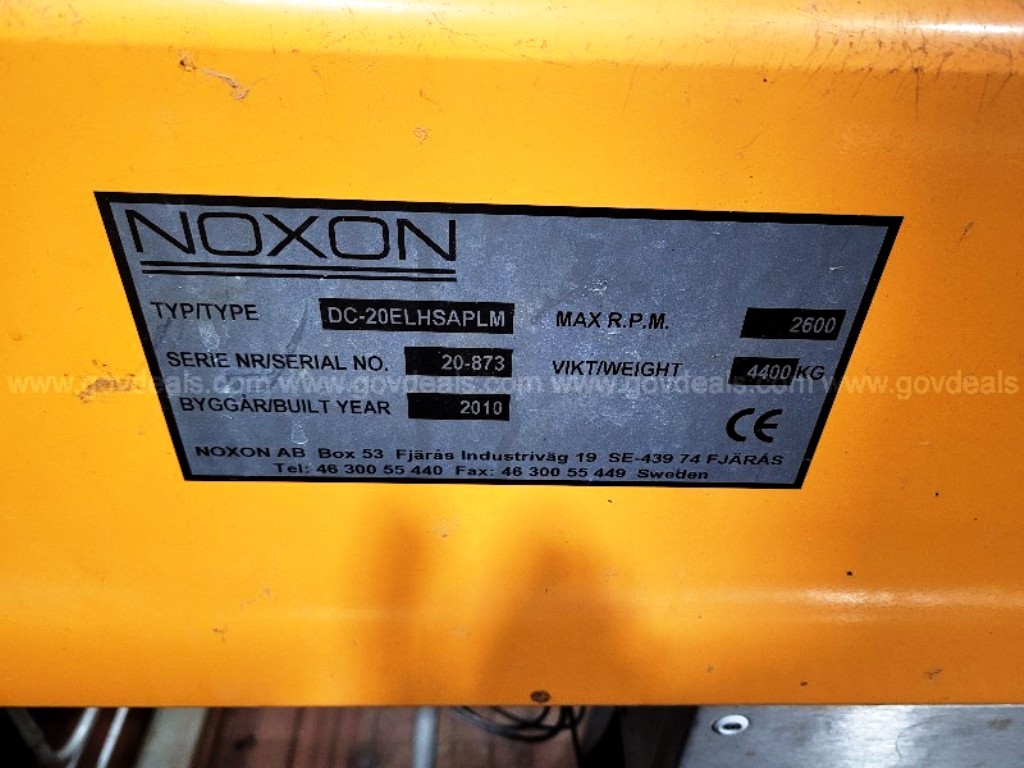 NOXON
TYP/TYPE DC-20ELHSAPLM MAX R.P.M. 2600
SERIE NR/SERIAL NO. 20-873 VIKT/WEIGHT 4400 KG
BYGGÅR/BUILT YEAR 2010 CE
NOXON AB Box 53 Fjärås Industriväg 19 SE-439 74 FJÄRÅS
Tel: 46 300 55 440 Fax: 46 300 55 449 Sweden
www.govdeals.com www.govdeals.com www.govdeals.com www.govdeals.com www.govdeals